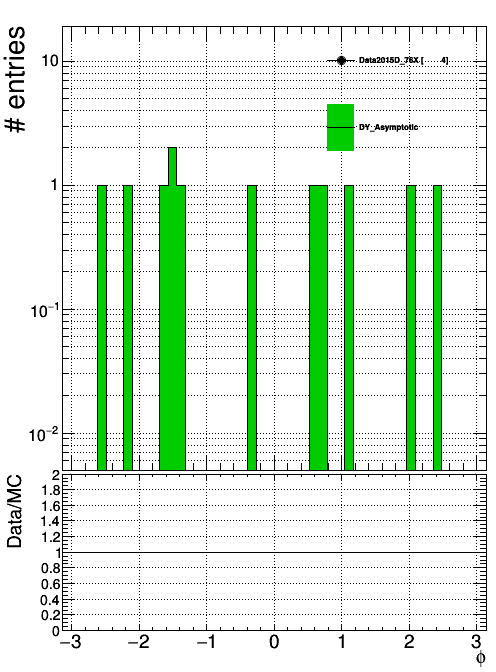 # entries
10
1
10⁻¹
10⁻²
Data2015D_76X [ 4]
DY_Asymptotic
Data/MC
2
1.8
1.6
1.4
1.2
1
0.8
0.6
0.4
0.2
0
−3 −2 −1 0 1 2 3
ϕ